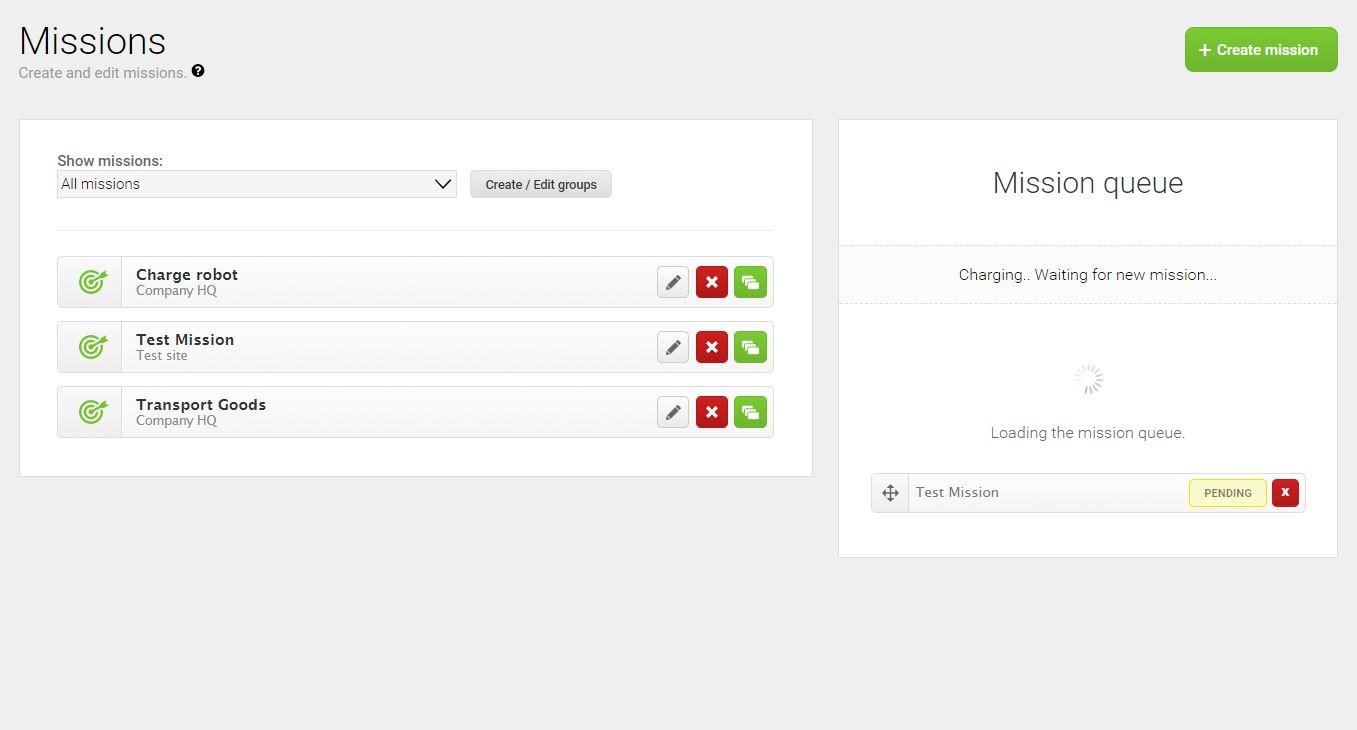 Missions
Create and edit missions. ?
+ Create mission
Show missions:
All missions
Create / Edit groups
Charge robot
Company HQ
Test Mission
Test site
Transport Goods
Company HQ
Mission queue
Charging.. Waiting for new mission...
Loading the mission queue.
Test Mission PENDING x